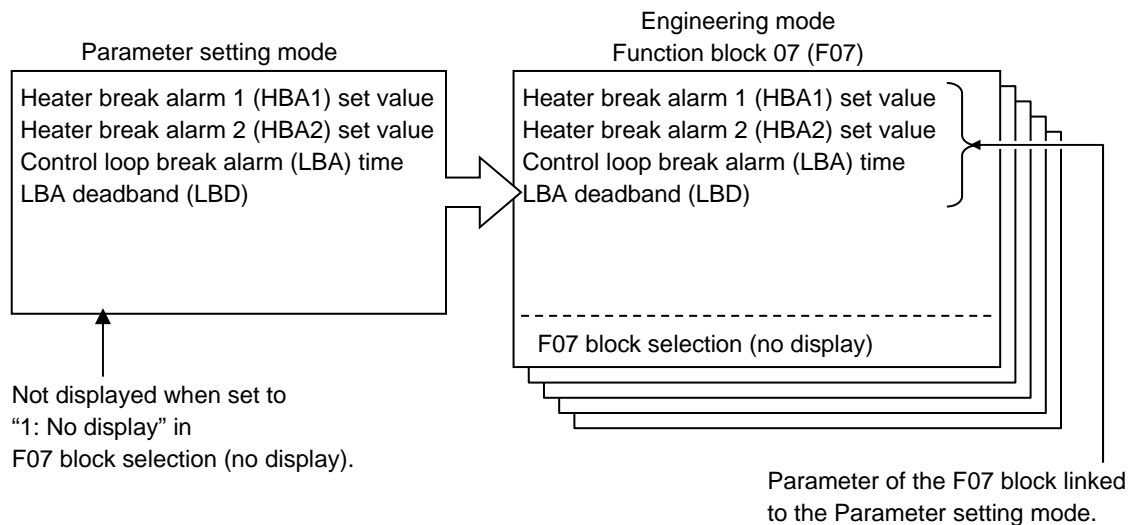 Parameter setting mode
Heater break alarm 1 (HBA1) set value
Heater break alarm 2 (HBA2) set value
Control loop break alarm (LBA) time
LBA deadband (LBD)
Not displayed when set to
“1: No display” in
F07 block selection (no display).
Engineering mode
Function block 07 (F07)
Heater break alarm 1 (HBA1) set value
Heater break alarm 2 (HBA2) set value
Control loop break alarm (LBA) time
LBA deadband (LBD)
F07 block selection (no display)
Parameter of the F07 block linked
to the Parameter setting mode.